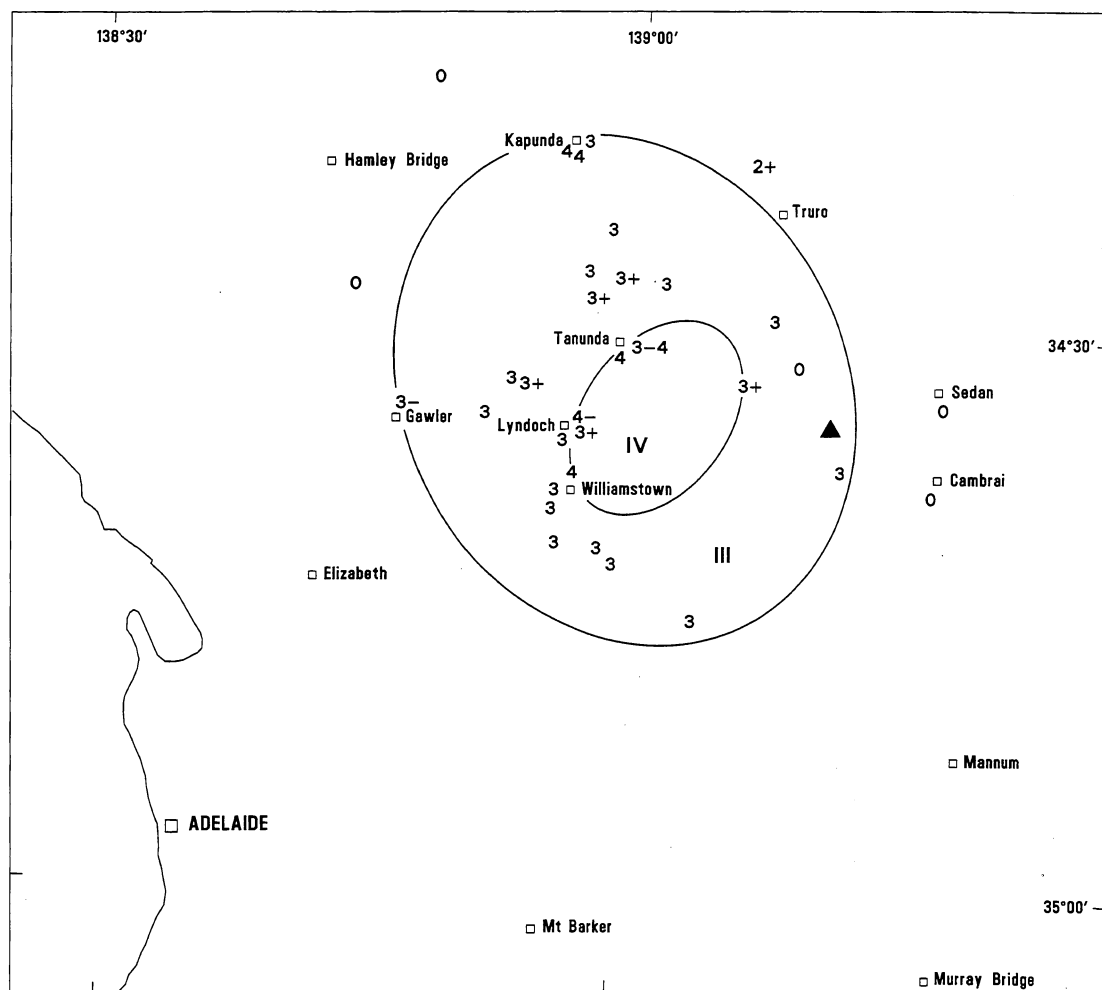 138°30′ 139°00′
0
Kapunda 3
4 4
Hamley Bridge
2+
Truro
3
3 3+ 3
0
3+
3
Tanunda
3–4
34°30′
4
0
3 3+
3+
Sedan
3–
3
4–
0
Gawler
Lyndoch
3+
3
IV
4
3
Cambrai
3 Williamstown
0
3
3
3
III
3
Elizabeth
3
Mannum
ADELAIDE
35°00′
Mt Barker
Murray Bridge